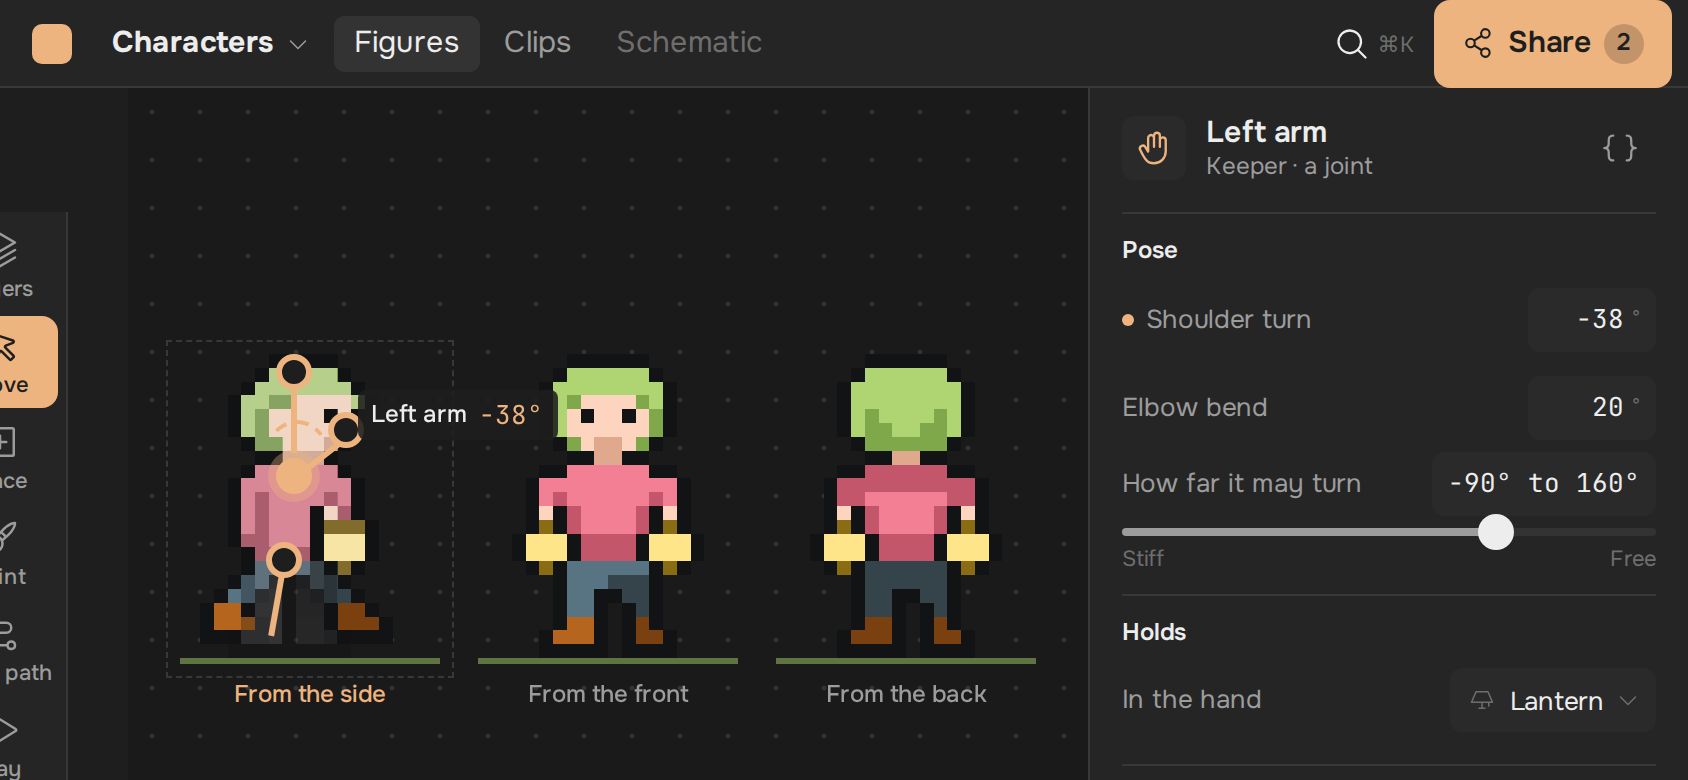 Characters
Figures
Clips
Schematic
⌘K
Share 2
ers
ove
nce
int
path
ay
Left arm -38°
From the side
From the front
From the back
Left arm
Keeper · a joint
{ }
Pose
Shoulder turn -38 °
Elbow bend 20 °
How far it may turn -90° to 160°
Stiff Free
Holds
In the hand Lantern